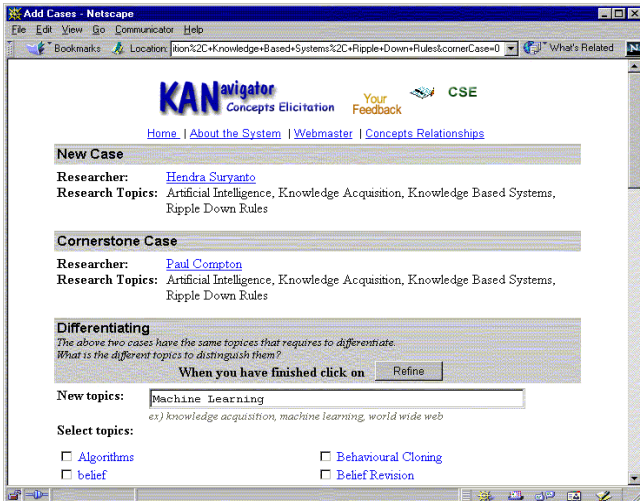 Add Cases - Netscape
File Edit View Go Communicator Help
Bookmarks Location: ition%2C+Knowledge+Based+Systems%2C+Ripple+Down+Rules&cornerCase=0 What's Related N
KANavigator Concepts Elicitation Your Feedback CSE
Home | About the System | Webmaster | Concepts Relationships
New Case
Researcher: Hendra Suryanto
Research Topics: Artificial Intelligence, Knowledge Acquisition, Knowledge Based Systems,
Ripple Down Rules
Cornerstone Case
Researcher: Paul Compton
Research Topics: Artificial Intelligence, Knowledge Acquisition, Knowledge Based Systems,
Ripple Down Rules
Differentiating
The above two cases have the same topics that requires to differentiate.
What is the different topics to distinguish them?
When you have finished click on Refine
New topics: Machine Learning
ex) knowledge acquisition, machine learning, world wide web
Select topics:
Algorithms Behavioural Cloning
belief Belief Revision